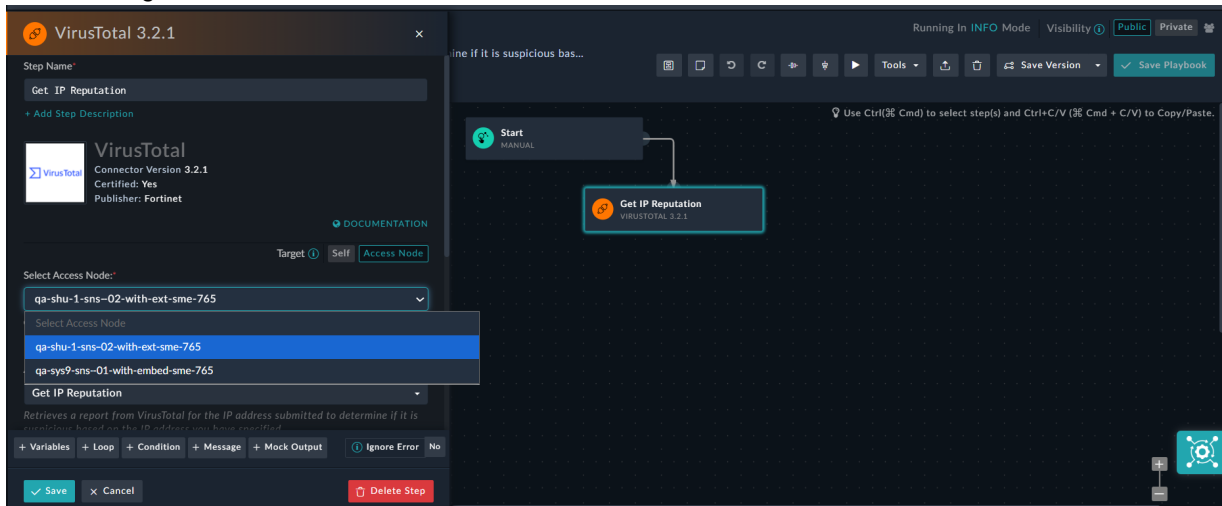 VirusTotal 3.2.1
×
Step Name*
Get IP Reputation
+ Add Step Description
VirusTotal
VirusTotal
Connector Version 3.2.1
Certified: Yes
Publisher: Fortinet
DOCUMENTATION
Target Self Access Node
Select Access Node:*
qa-shu-1-sns--02-with-ext-sme-765
Select Access Node
qa-shu-1-sns--02-with-ext-sme-765
qa-sys9-sns--01-with-embed-sme-765
Get IP Reputation
Retrieves a report from VirusTotal for the IP address submitted to determine if it is
suspicious based on the IP address you have specified
+ Variables + Loop + Condition + Message + Mock Output Ignore Error No
Save × Cancel Delete Step
Running In INFO Mode Visibility Public Private
ine if it is suspicious bas...
Tools Save Version Save Playbook
Use Ctrl(⌘ Cmd) to select step(s) and Ctrl+C/V (⌘ Cmd + C/V) to Copy/Paste.
Start
MANUAL
Get IP Reputation
VIRUSTOTAL 3.2.1